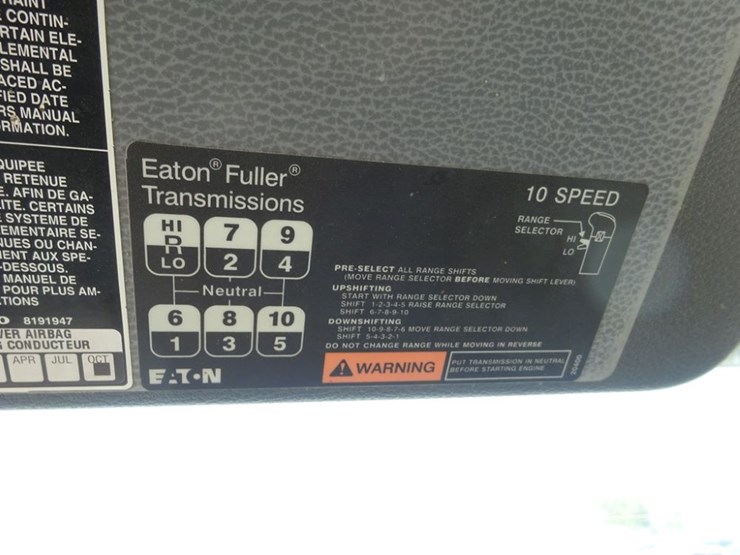 RAINT
CONTIN-
RTAIN ELE-
LEMENTAL
SHALL BE
ACED AC-
FIED DATE
RS MANUAL
RMATION.
QUIPEE
RETENUE
E. AFIN DE GA-
LITE. CERTAINS
SYSTEME DE
EMENTAIRE SE-
NUES OU CHAN-
MENT AUX SPE-
-DESSOUS.
MANUEL DE
POUR PLUS AM-
TIONS
8191947
VER AIRBAG
G CONDUCTEUR
APR JUL OCT
Eaton® Fuller®
Transmissions
10 SPEED
HI
R
LO
7
2
9
4
Neutral
6
1
8
3
10
5
EATON
RANGE
SELECTOR
HI
LO
PRE-SELECT ALL RANGE SHIFTS
(MOVE RANGE SELECTOR BEFORE MOVING SHIFT LEVER)
UPSHIFTING
START WITH RANGE SELECTOR DOWN
SHIFT 1-2-3-4-5 RAISE RANGE SELECTOR
SHIFT 6-7-8-9-10
DOWNSHIFTING
SHIFT 10-9-8-7-6 MOVE RANGE SELECTOR DOWN
SHIFT 5-4-3-2-1
DO NOT CHANGE RANGE WHILE MOVING IN REVERSE
WARNING
PUT TRANSMISSION IN NEUTRAL
BEFORE STARTING ENGINE